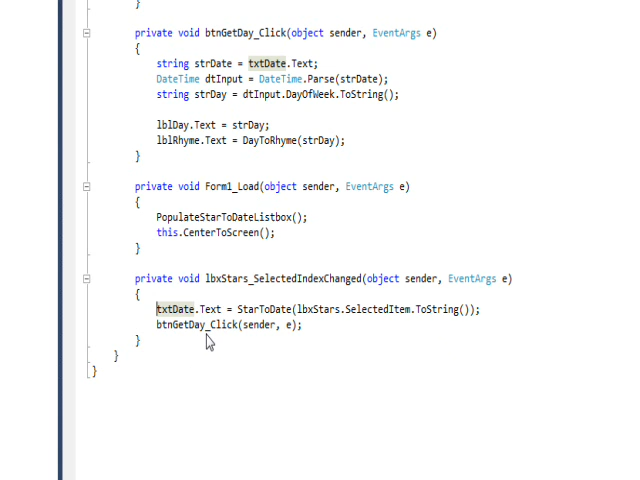 }
private void btnGetDay_Click(object sender, EventArgs e)
{
string strDate = txtDate.Text;
DateTime dtInput = DateTime.Parse(strDate);
string strDay = dtInput.DayOfWeek.ToString();
lblDay.Text = strDay;
lblRhyme.Text = DayToRhyme(strDay);
}
private void Form1_Load(object sender, EventArgs e)
{
PopulateStarToDateListbox();
this.CenterToScreen();
}
private void lbxStars_SelectedIndexChanged(object sender, EventArgs e)
{
txtDate.Text = StarToDate(lbxStars.SelectedItem.ToString());
btnGetDay_Click(sender, e);
}
}
}